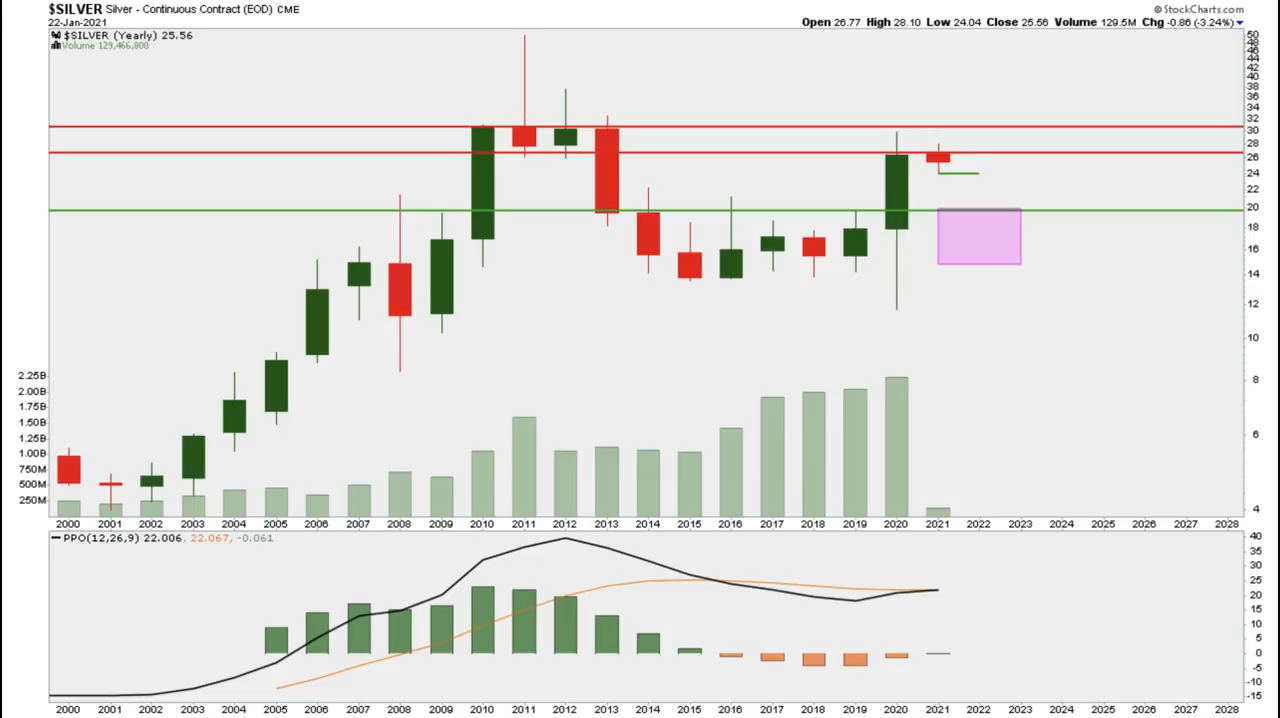 $SILVER Silver - Continuous Contract (EOD) CME
© StockCharts.com
22-Jan-2021
Open 26.77 High 28.10 Low 24.04 Close 25.56 Volume 129.5M Chg -0.86 (-3.24%)
$SILVER (Yearly) 25.56
Volume 129,466,800
50
48
46
44
42
40
38
36
34
32
30
28
26
24
22
20
18
16
14
12
10
8
6
4
2.25B
2.00B
1.75B
1.50B
1.25B
1.00B
750M
500M
250M
2000 2001 2002 2003 2004 2005 2006 2007 2008 2009 2010 2011 2012 2013 2014 2015 2016 2017 2018 2019 2020 2021 2022 2023 2024 2025 2026 2027 2028
PPO(12,26,9) 22.006, 22.067, -0.061
40
35
30
25
20
15
10
5
0
-5
-10
-15
2000 2001 2002 2003 2004 2005 2006 2007 2008 2009 2010 2011 2012 2013 2014 2015 2016 2017 2018 2019 2020 2021 2022 2023 2024 2025 2026 2027 2028